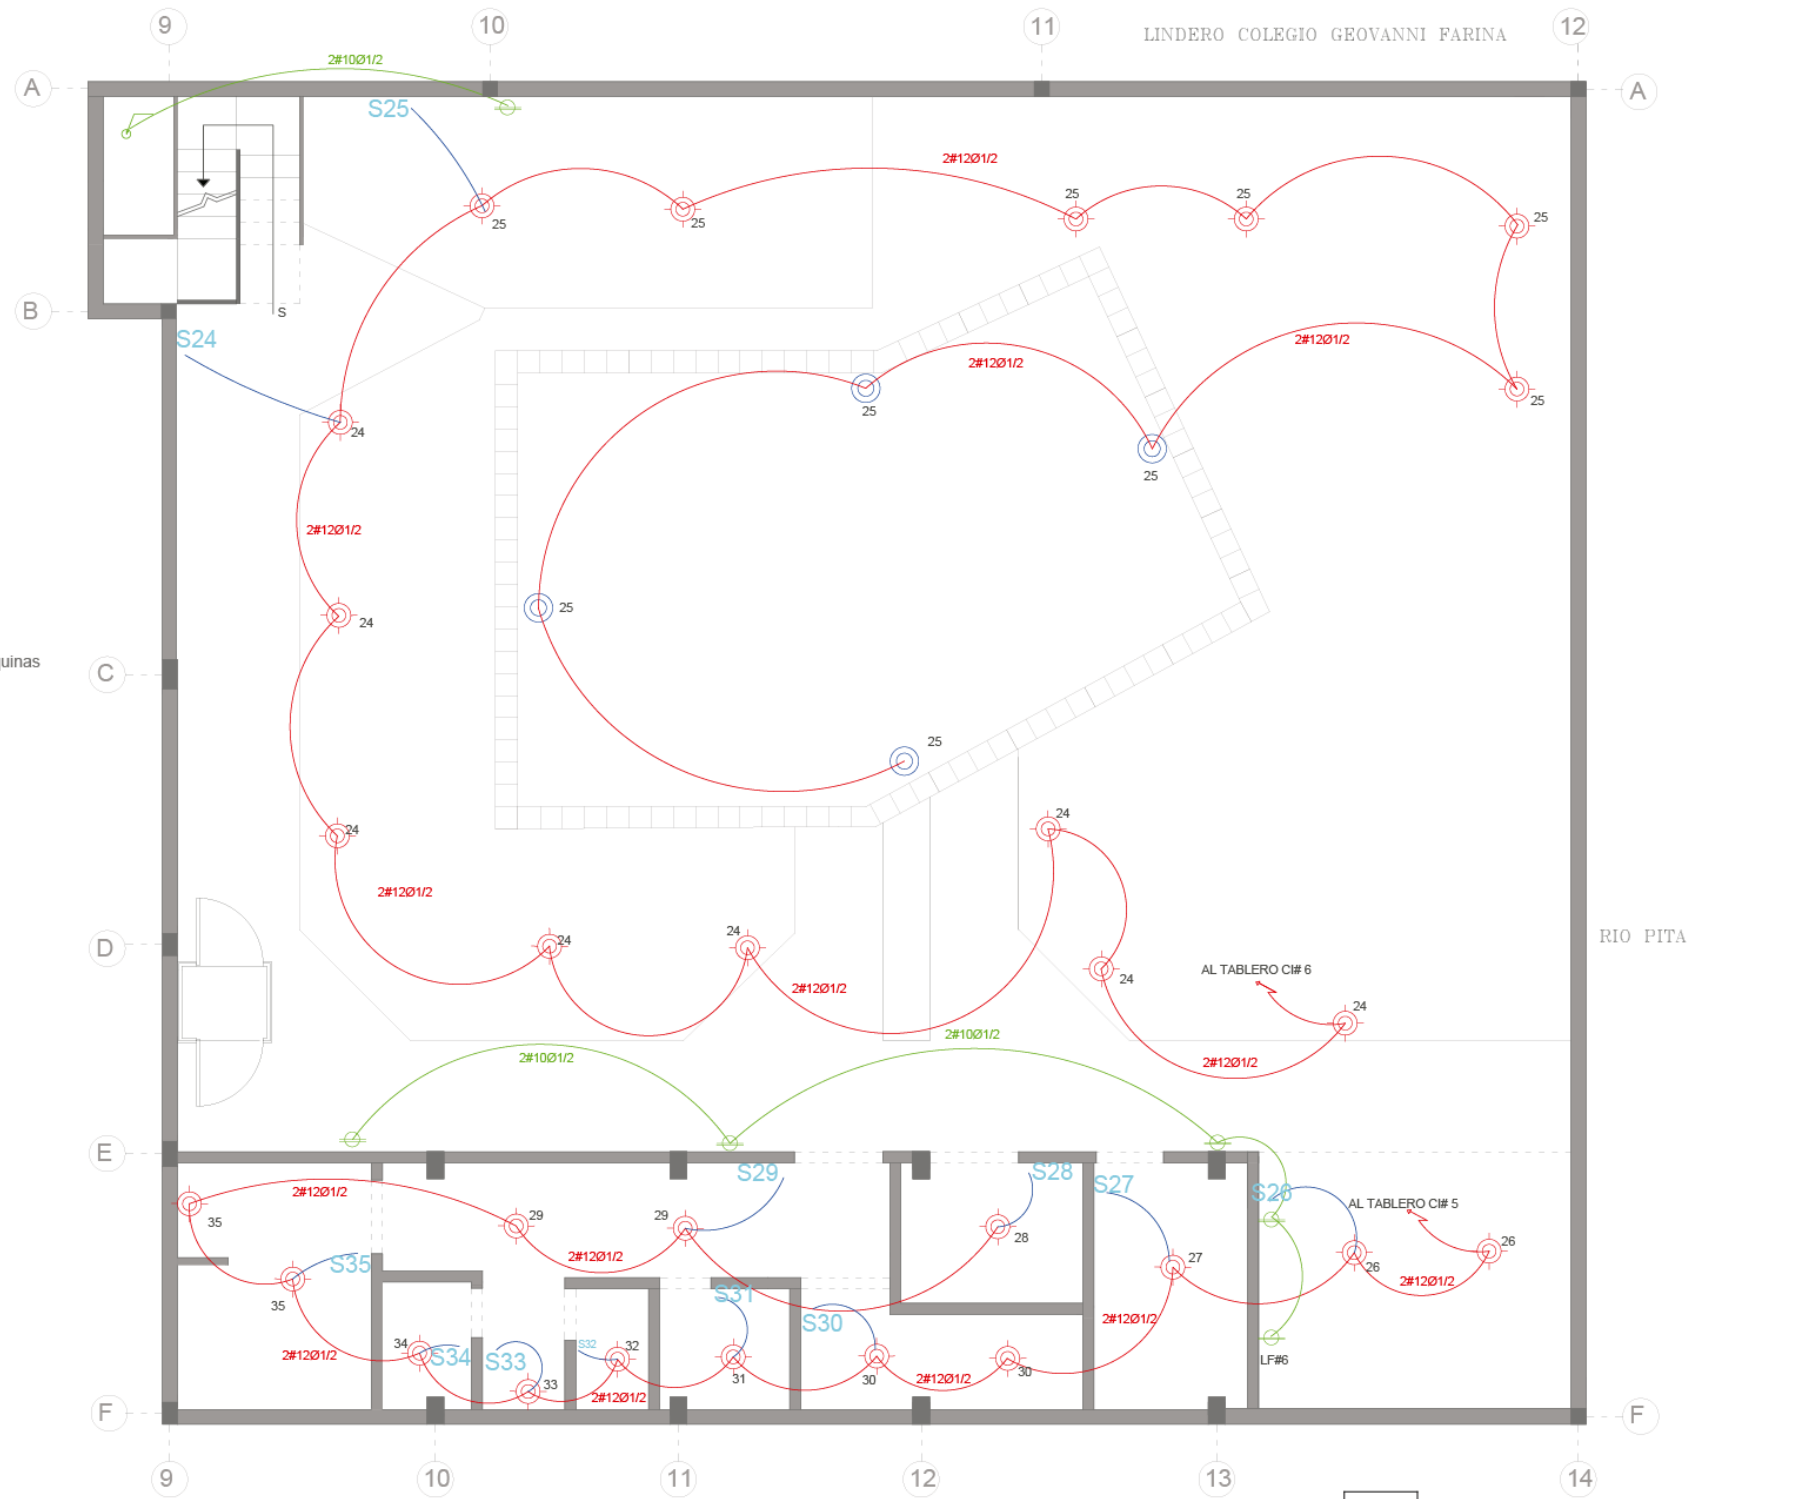 9
10
11
12
LINDERO COLEGIO GEOVANNI FARINA
2#10Ø1/2
A
A
S25
2#12Ø1/2
25
25
25
25
25
B
S
S24
2#12Ø1/2
2#12Ø1/2
25
25
24
25
2#12Ø1/2
25
24
uinas
C
25
24
24
2#12Ø1/2
D
24
24
RIO PITA
2#12Ø1/2
24
AL TABLERO CI# 6
24
2#10Ø1/2
2#10Ø1/2
2#12Ø1/2
E
S29
S28
S27
S26
2#12Ø1/2
AL TABLERO CI# 5
35
29
29
28
27
26
26
2#12Ø1/2
S35
2#12Ø1/2
35
S31
S30
2#12Ø1/2
34
S34
S33
S32
32
2#12Ø1/2
31
30
30
2#12Ø1/2
LF#6
33
2#12Ø1/2
F
F
9
10
11
12
13
14